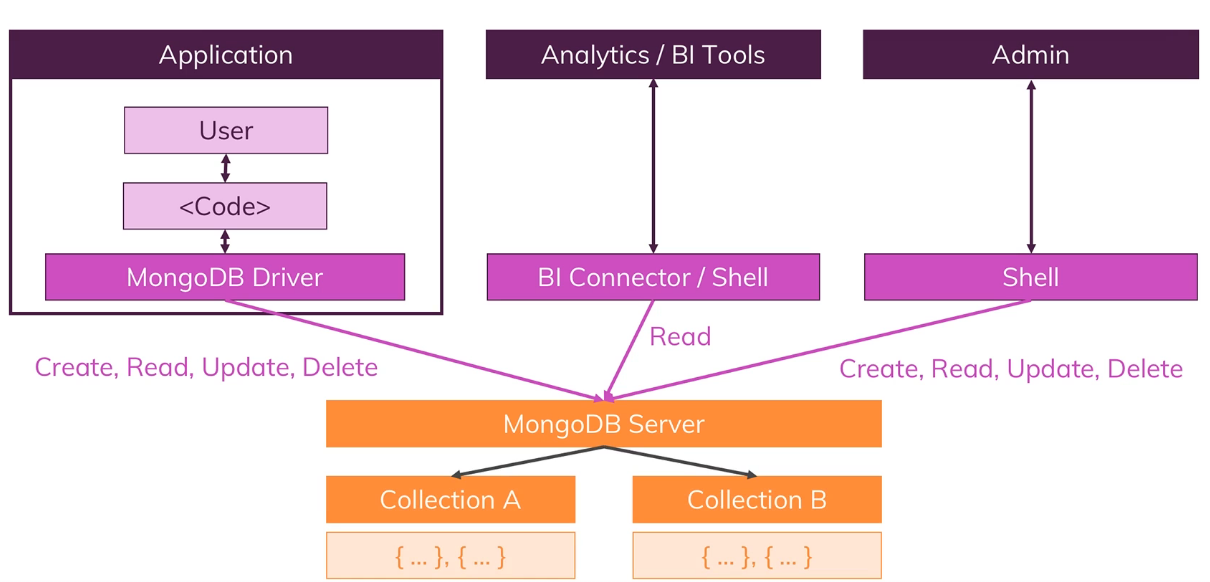 Application
Analytics / BI Tools
Admin
User
<Code>
MongoDB Driver
BI Connector / Shell
Shell
Read
Create, Read, Update, Delete
Create, Read, Update, Delete
MongoDB Server
Collection A
Collection B
{ ... }, { ... }
{ ... }, { ... }